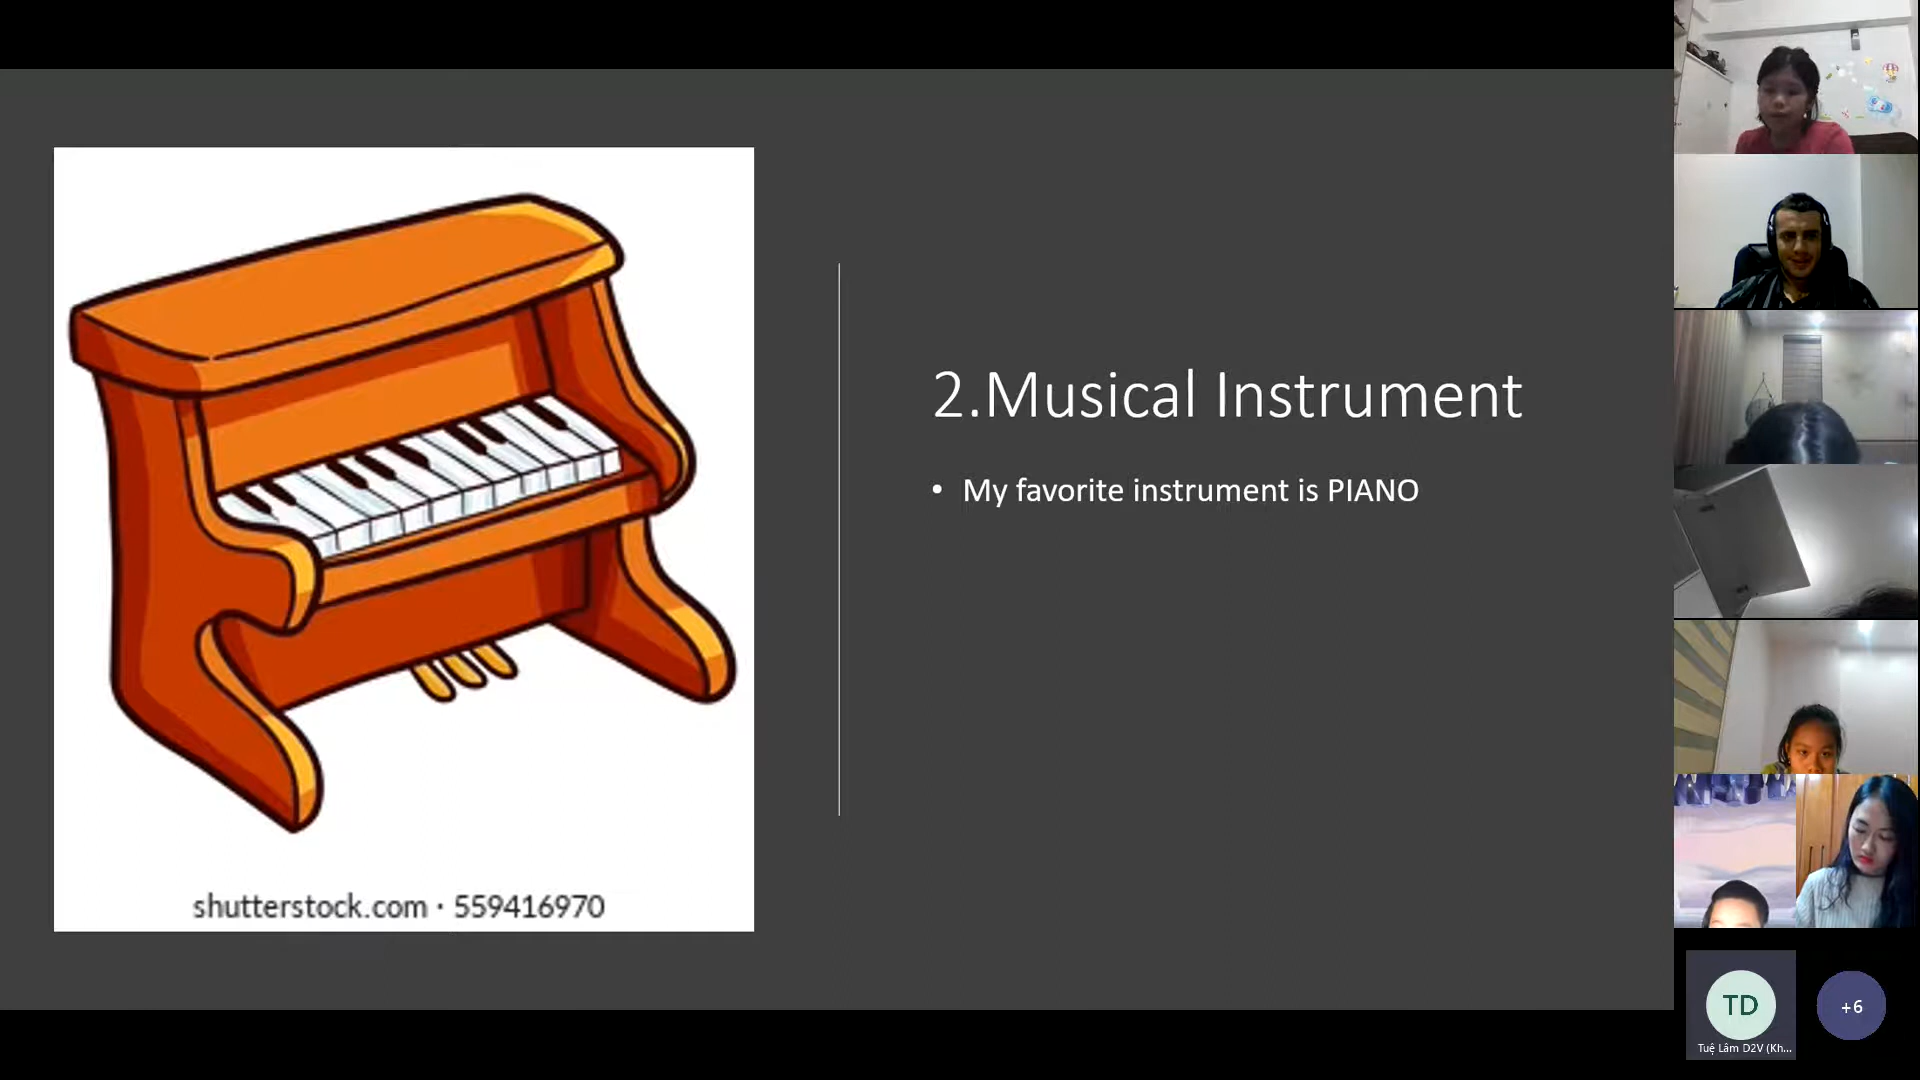 2.Musical Instrument
• My favorite instrument is PIANO
shutterstock.com · 559416970
TD
Tuệ Lâm D2V (Kh...
+6